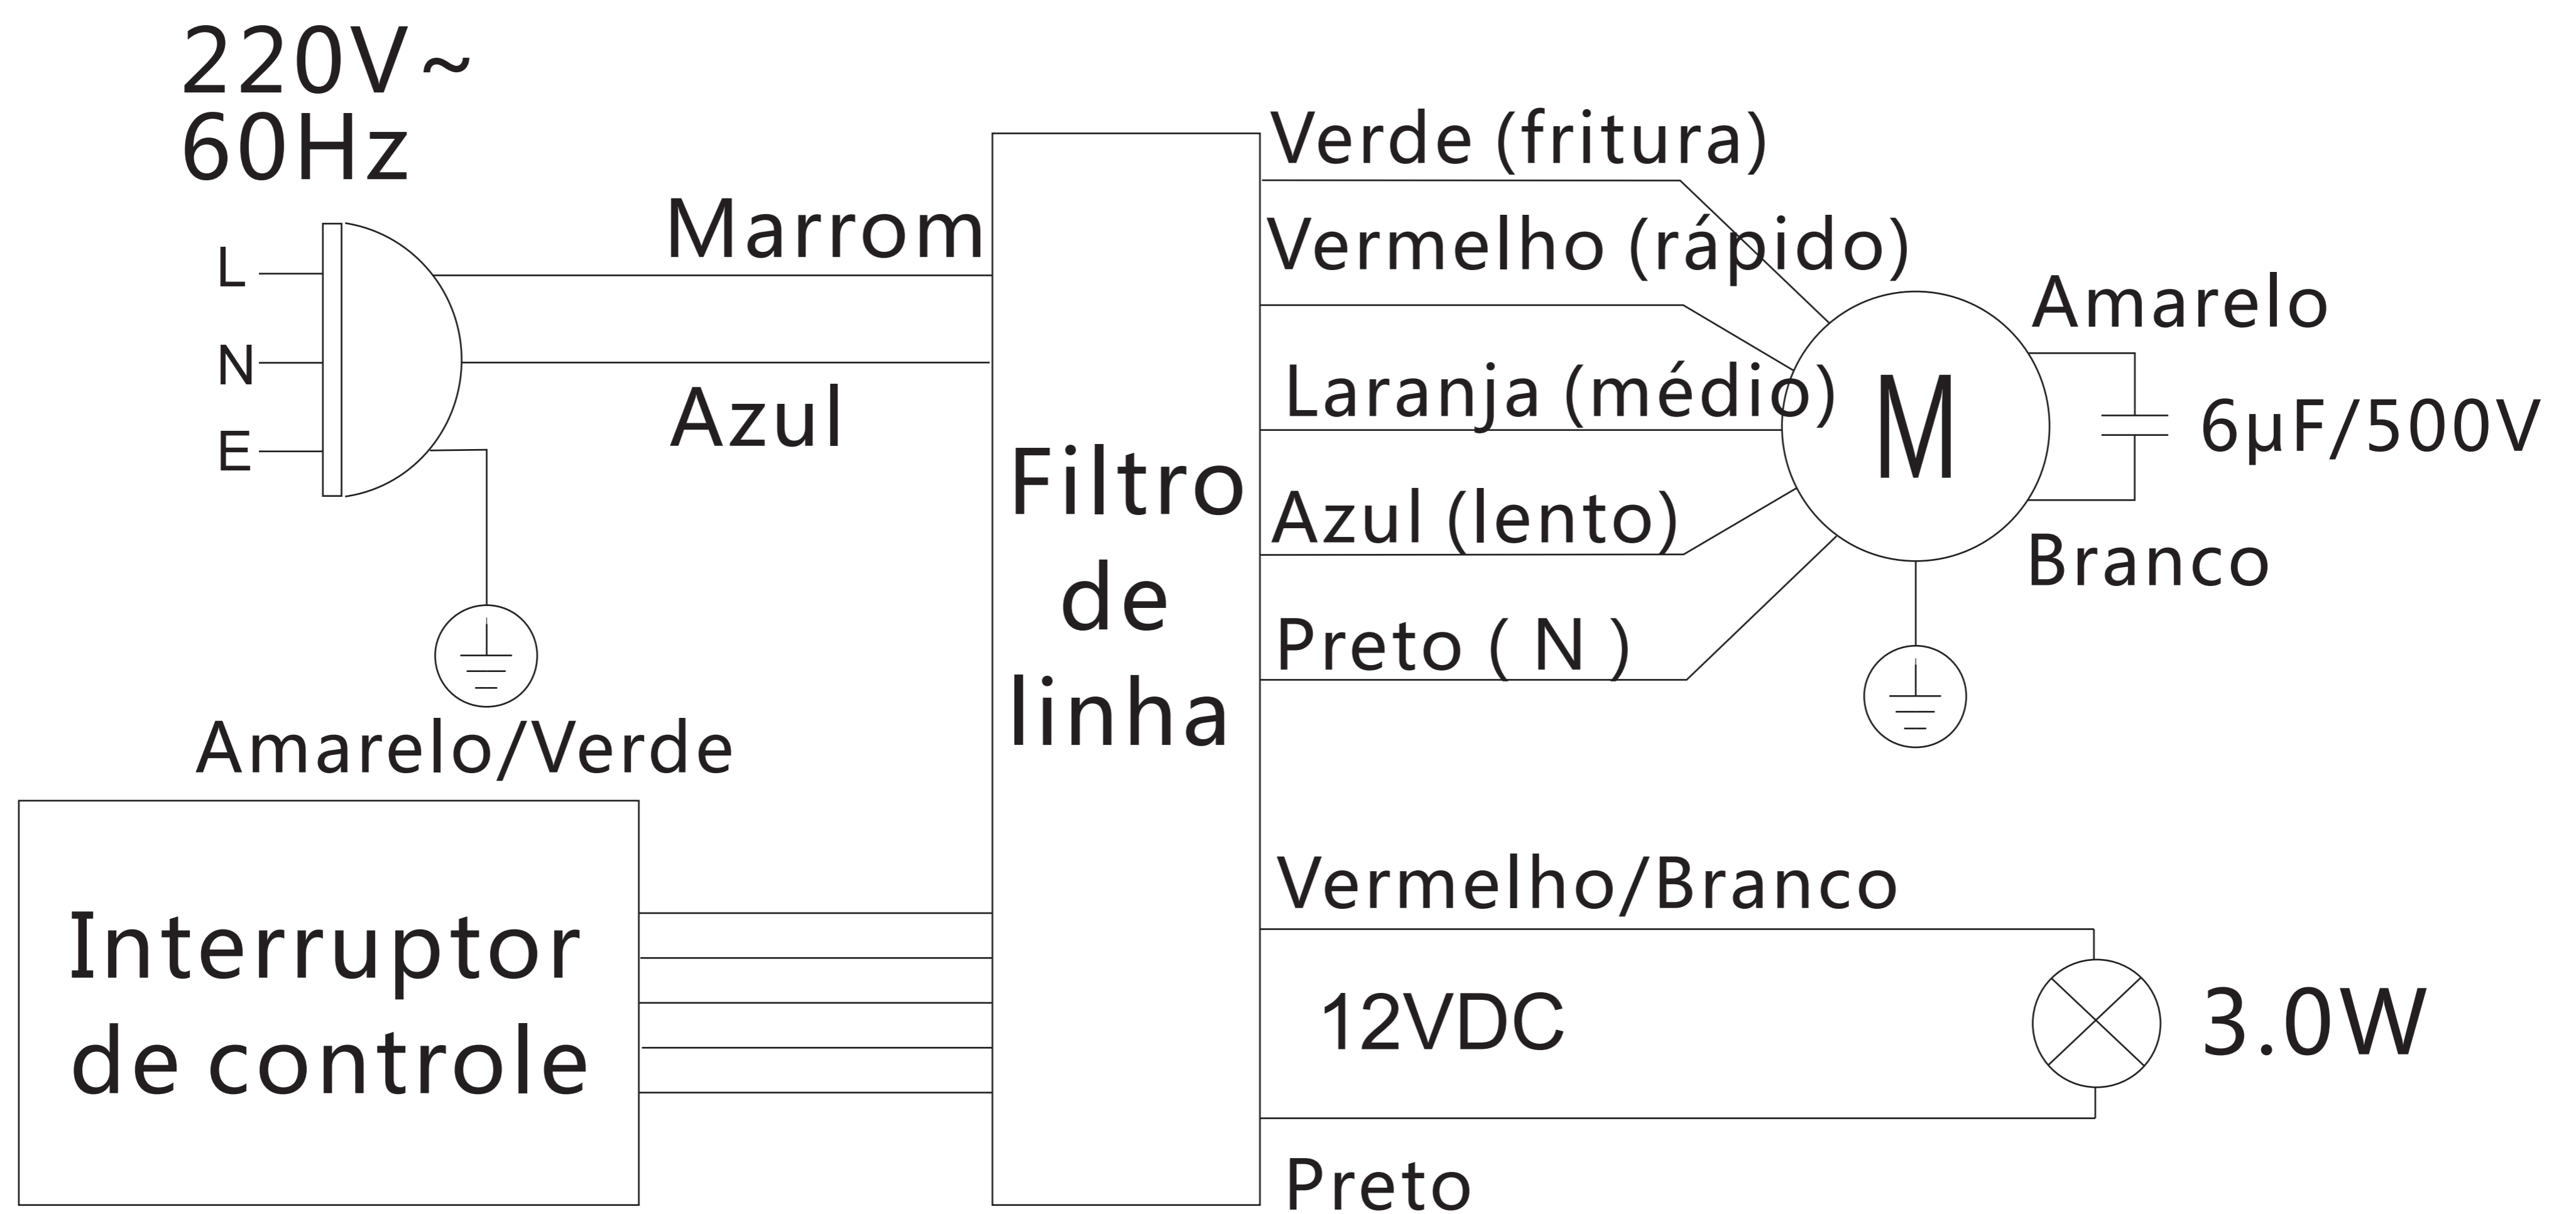 220V~
60Hz
L
N
E
Marrom
Azul
Amarelo/Verde
Interruptor
de controle
Filtro
de
linha
Verde (fritura)
Vermelho (rápido)
Laranja (médio)
Azul (lento)
Preto ( N )
M
Amarelo
6µF/500V
Branco
Vermelho/Branco
12VDC
3.0W
Preto